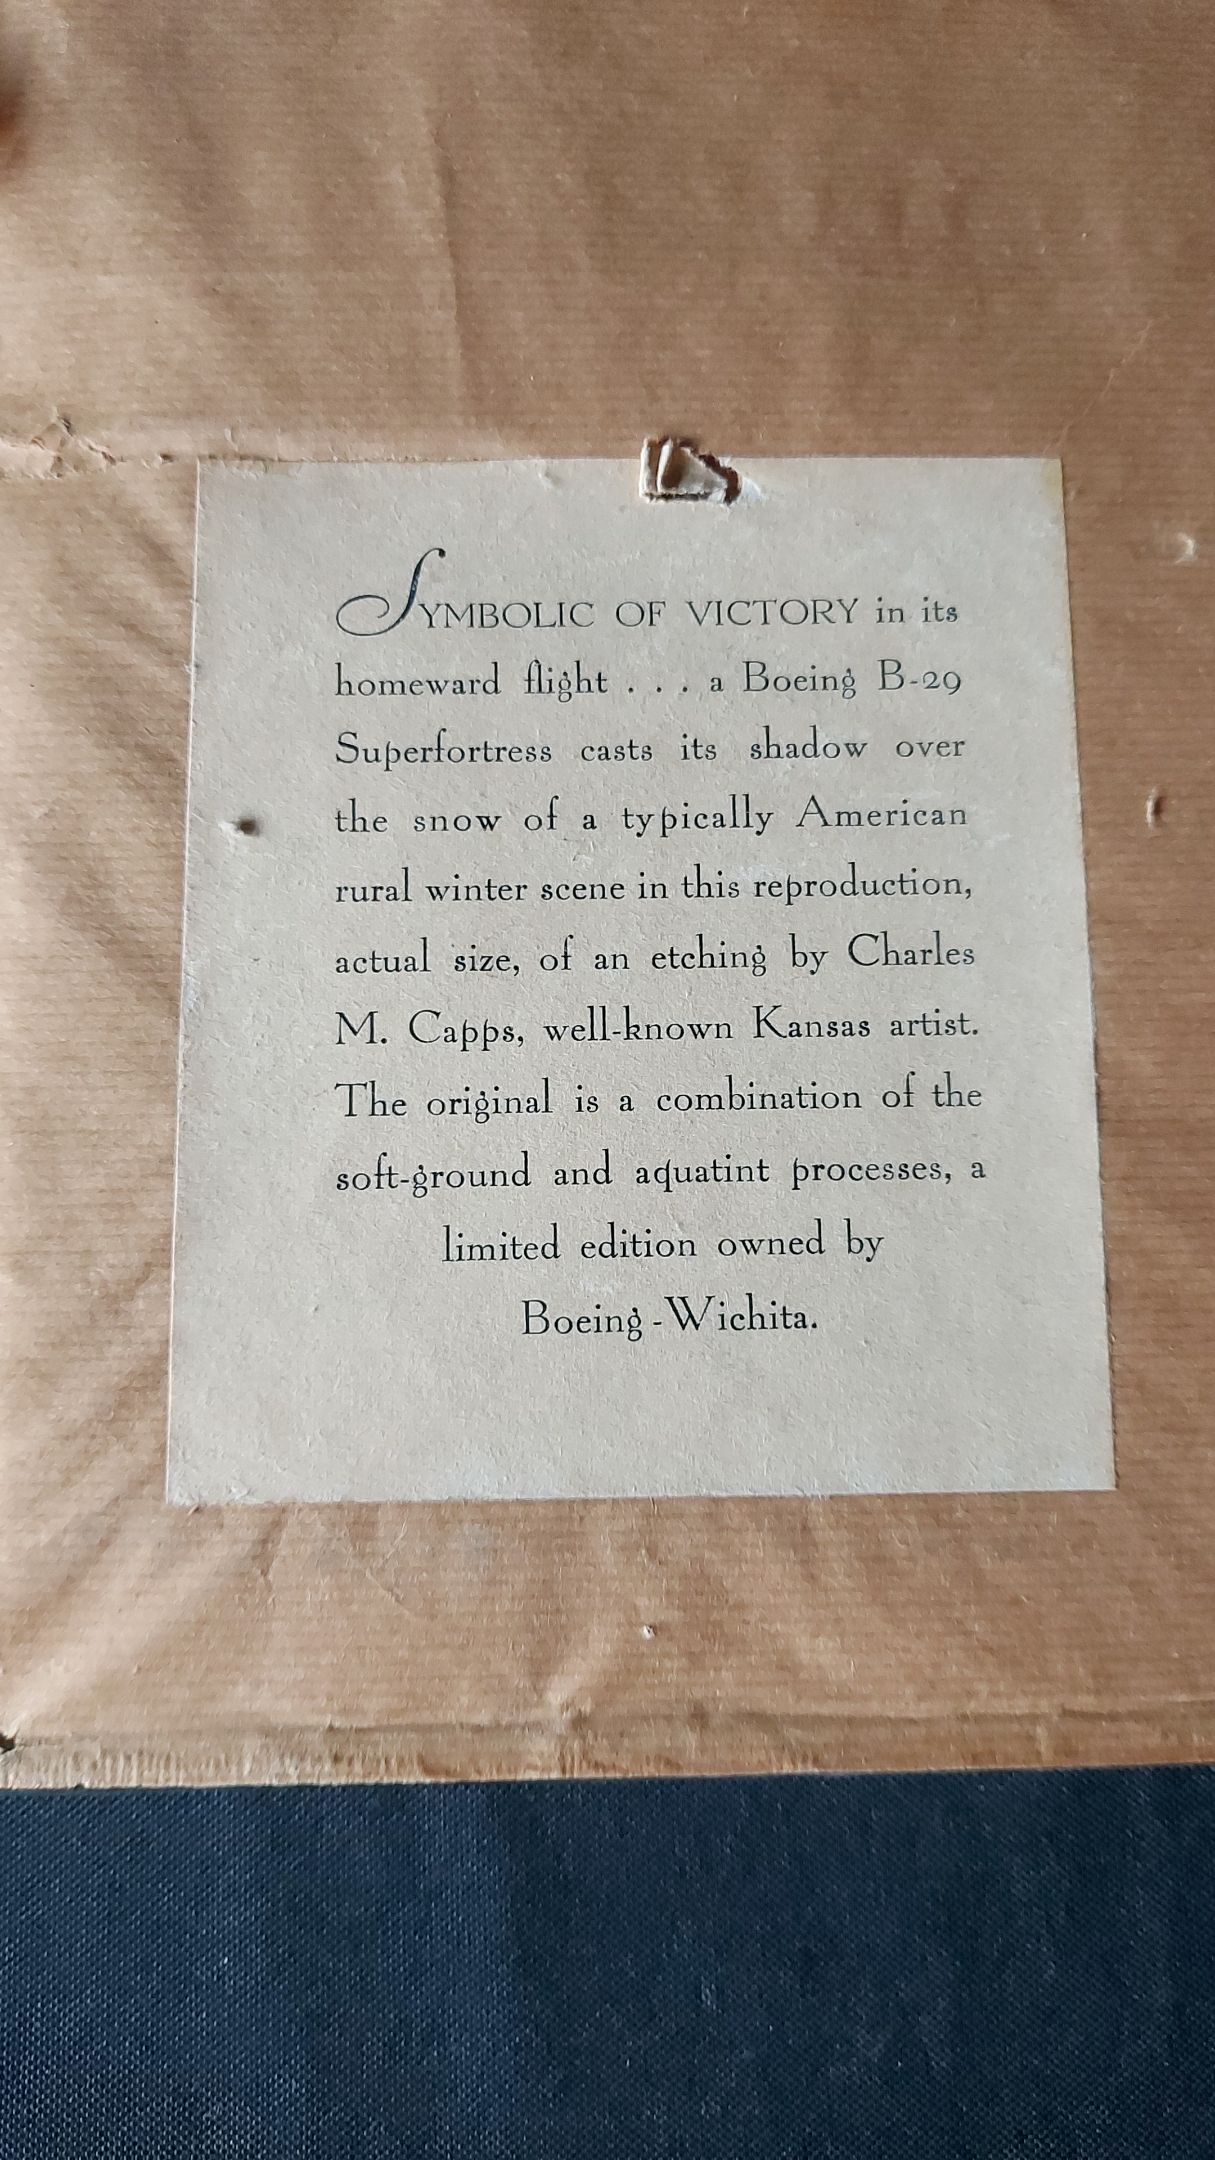 SYMBOLIC OF VICTORY in its
homeward flight . . . a Boeing B-29
Superfortress casts its shadow over
the snow of a typically American
rural winter scene in this reproduction,
actual size, of an etching by Charles
M. Capps, well-known Kansas artist.
The original is a combination of the
soft-ground and aquatint processes, a
limited edition owned by
Boeing-Wichita.